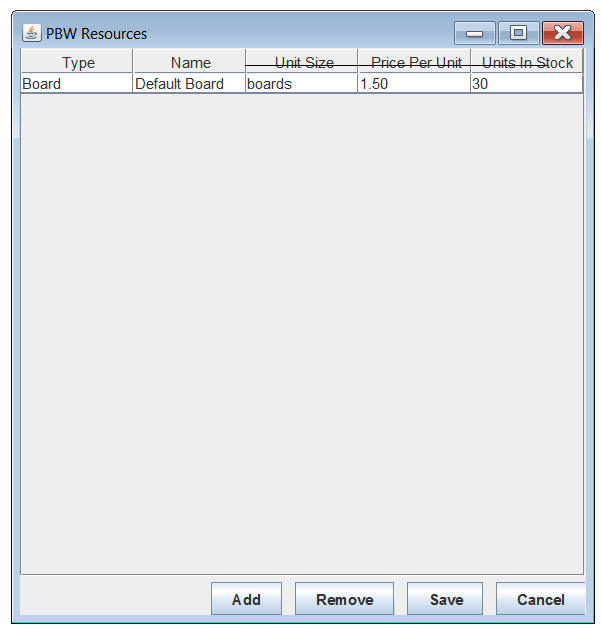 PBW Resources
Type Name Unit Size Price Per Unit Units In Stock
Board Default Board boards 1.50 30
Add Remove Save Cancel